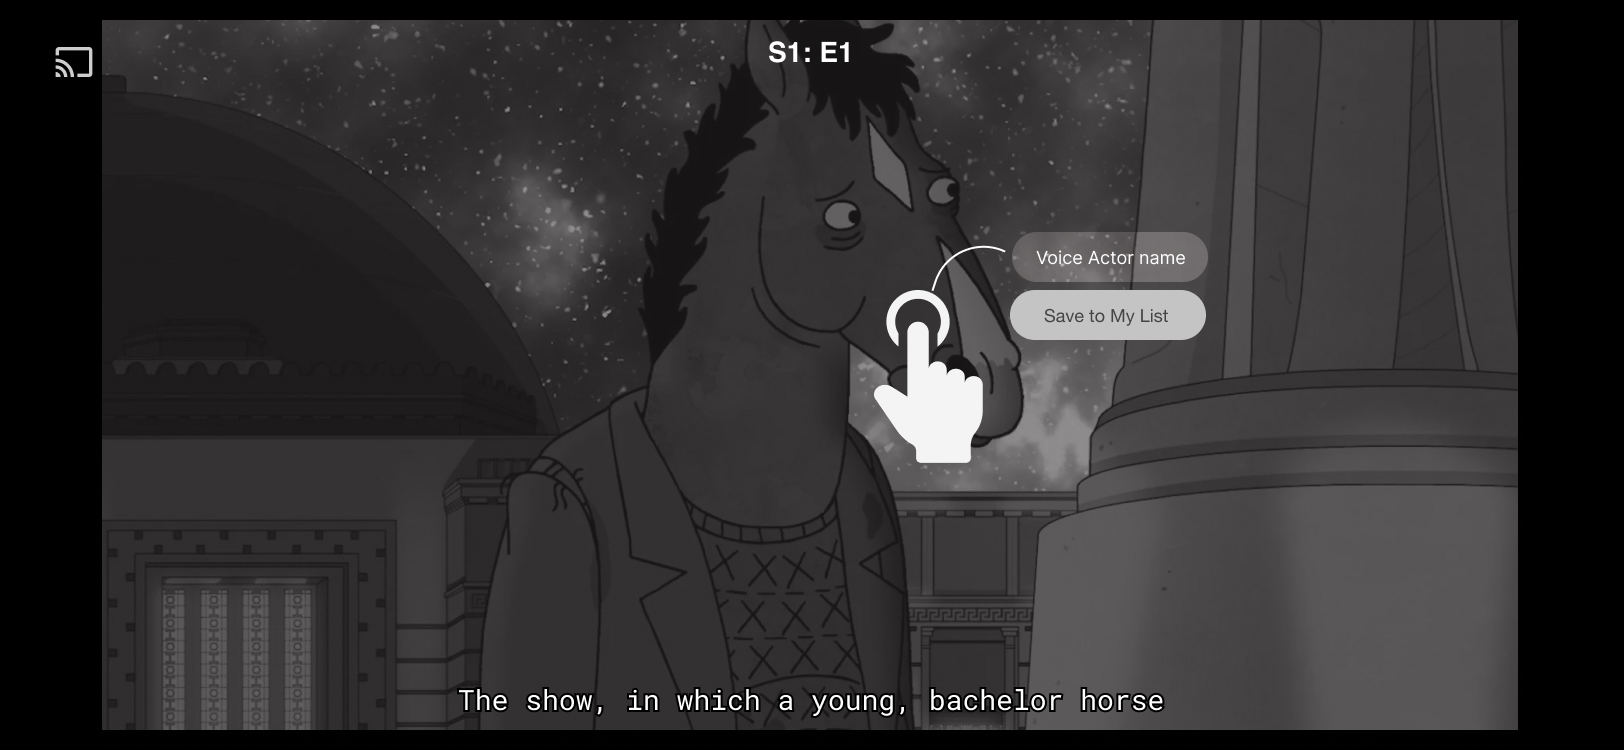 S1: E1
Voice Actor name
Save to My List
The show, in which a young, bachelor horse